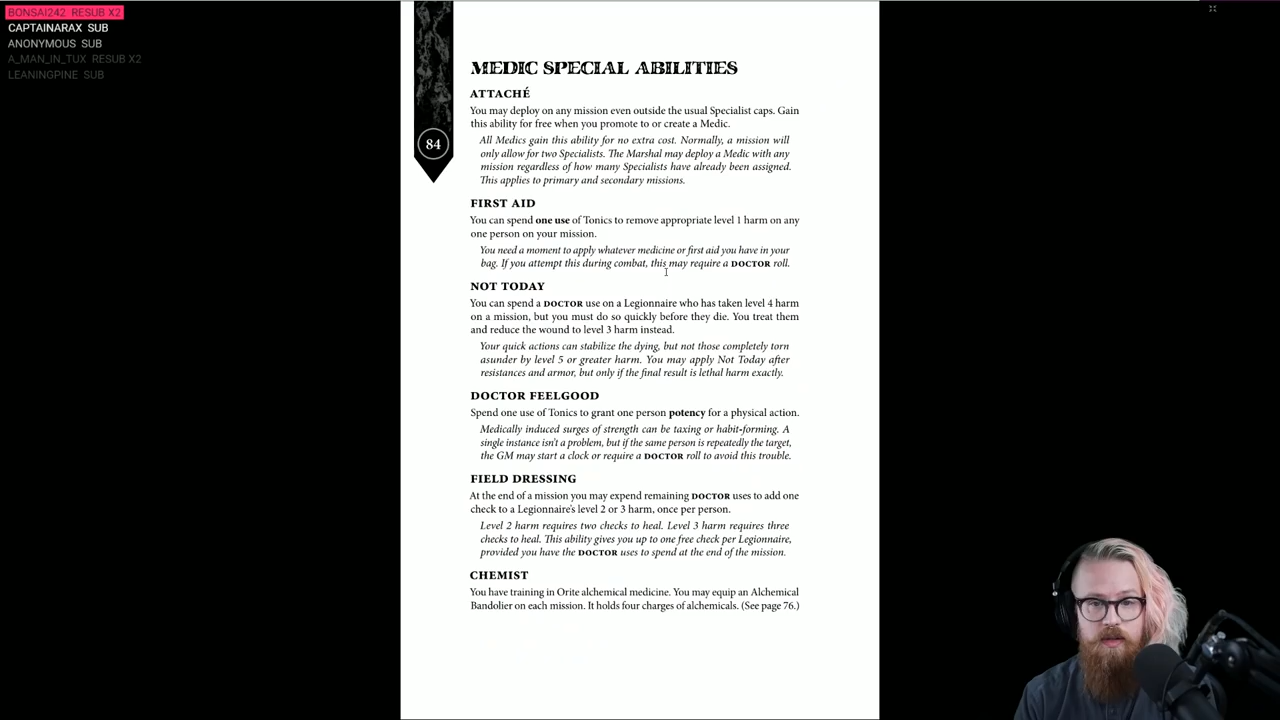 BONSAI242 RESUB X2
CAPTAINARAX SUB
ANONYMOUS SUB
A_MAN_IN_TUX RESUB X2
LEANINGPINE SUB
84
MEDIC SPECIAL ABILITIES
ATTACHÉ
You may deploy on any mission even outside the usual Specialist caps. Gain
this ability for free when you promote to or create a Medic.
All Medics gain this ability for no extra cost. Normally, a mission will
only allow for two Specialists. The Marshal may deploy a Medic with any
mission regardless of how many Specialists have already been assigned.
This applies to primary and secondary missions.
FIRST AID
You can spend one use of Tonics to remove appropriate level 1 harm on any
one person on your mission.
You need a moment to apply whatever medicine or first aid you have in your
bag. If you attempt this during combat, this may require a DOCTOR roll.
NOT TODAY
You can spend a DOCTOR use on a Legionnaire who has taken level 4 harm
on a mission, but you must do so quickly before they die. You treat them
and reduce the wound to level 3 harm instead.
Your quick actions can stabilize the dying, but not those completely torn
asunder by level 5 or greater harm. You may apply Not Today after
resistances and armor, but only if the final result is lethal harm exactly.
DOCTOR FEELGOOD
Spend one use of Tonics to grant one person potency for a physical action.
Medically induced surges of strength can be taxing or habit-forming. A
single instance isn't a problem, but if the same person is repeatedly the target,
the GM may start a clock or require a DOCTOR roll to avoid this trouble.
FIELD DRESSING
At the end of a mission you may expend remaining DOCTOR uses to add one
check to a Legionnaire's level 2 or 3 harm, once per person.
Level 2 harm requires two checks to heal. Level 3 harm requires three
checks to heal. This ability gives you up to one free check per Legionnaire,
provided you have the DOCTOR uses to spend at the end of the mission.
CHEMIST
You have training in Orite alchemical medicine. You may equip an Alchemical
Bandolier on each mission. It holds four charges of alchemicals. (See page 76.)